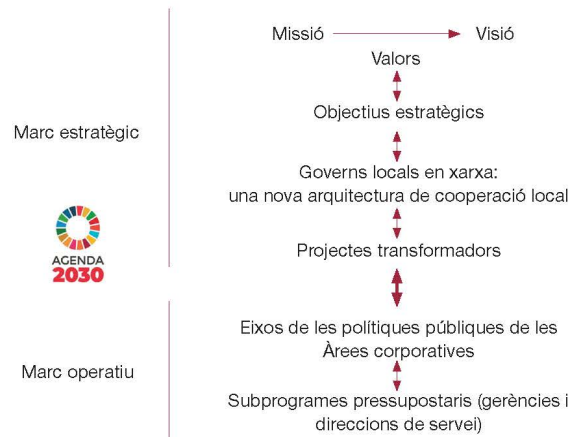 Missió Visió
Valors
Objectius estratègics
Marc estratègic
Governs locals en xarxa:
una nova arquitectura de cooperació local
Projectes transformadors
AGENDA
2030
Eixos de les polítiques públiques de les
Àrees corporatives
Marc operatiu
Subprogrames pressupostaris (gerències i
direccions de servei)